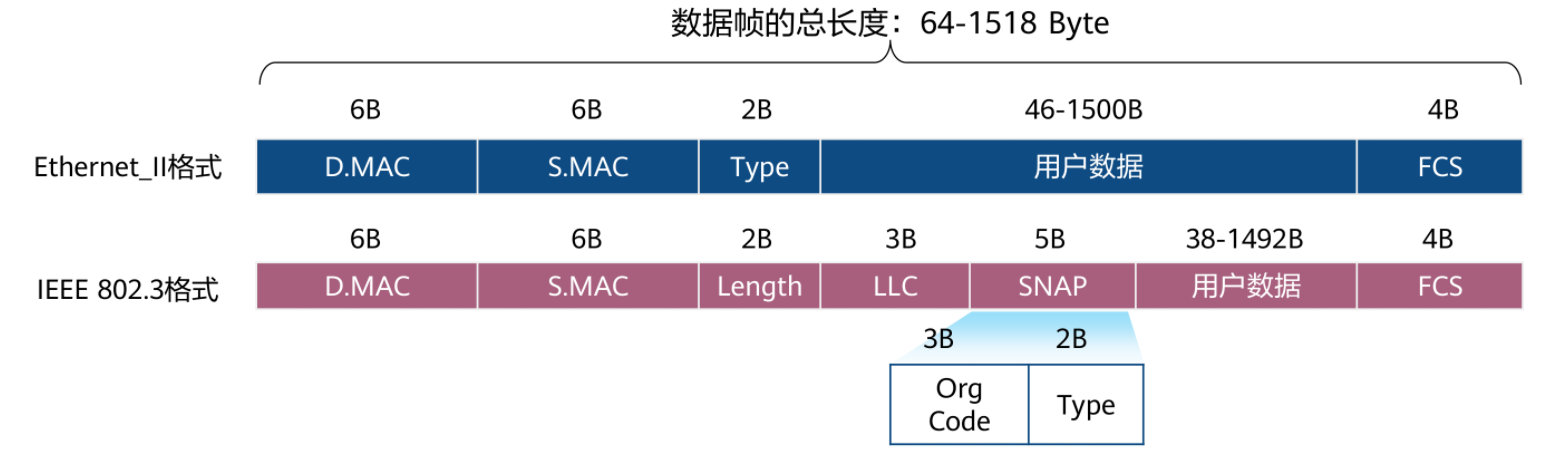 数据帧的总长度：64-1518 Byte
6B 6B 2B 46-1500B 4B
Ethernet_II格式 D.MAC S.MAC Type 用户数据 FCS
6B 6B 2B 3B 5B 38-1492B 4B
IEEE 802.3格式 D.MAC S.MAC Length LLC SNAP 用户数据 FCS
3B 2B
Org
Code
Type